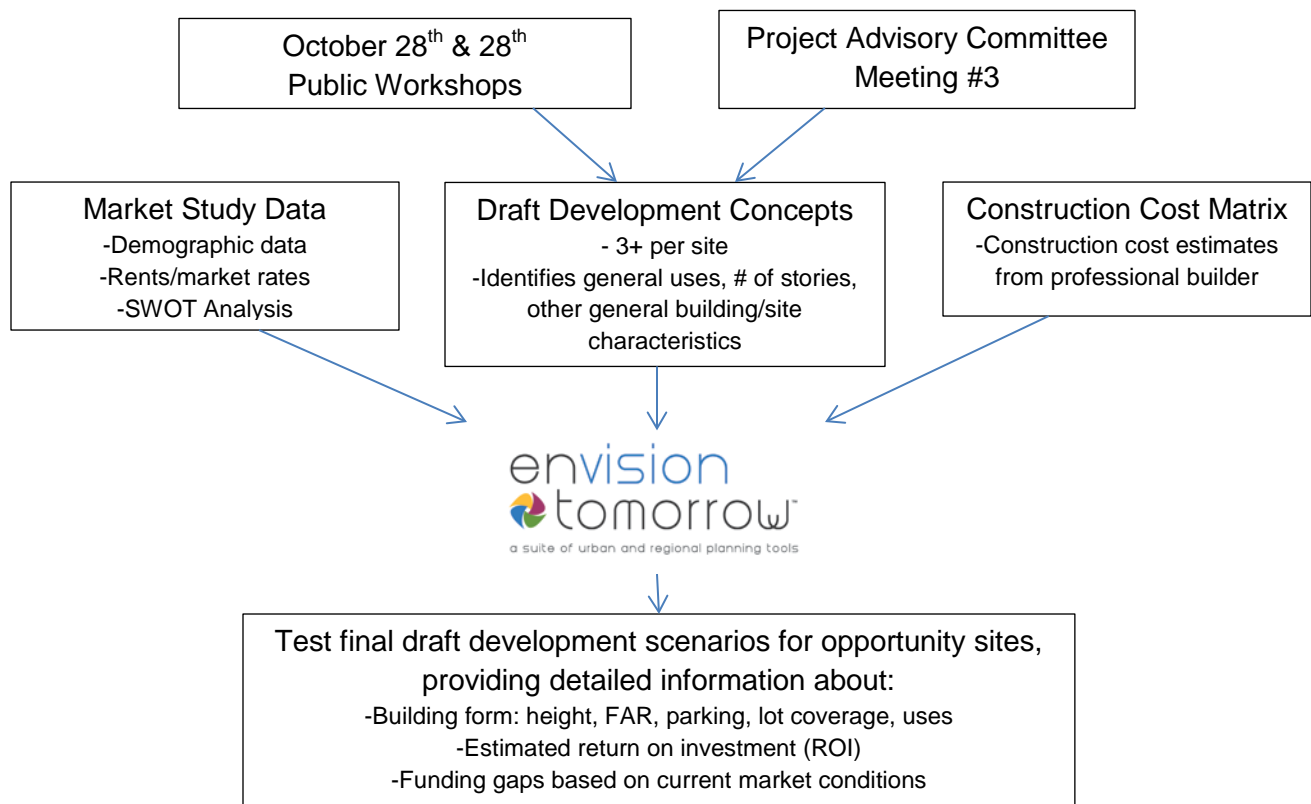 October 28th & 28th
Public Workshops
Project Advisory Committee
Meeting #3
Market Study Data
-Demographic data
-Rents/market rates
-SWOT Analysis
Draft Development Concepts
- 3+ per site
-Identifies general uses, # of stories,
other general building/site
characteristics
Construction Cost Matrix
-Construction cost estimates
from professional builder
envision
tomorrow™
a suite of urban and regional planning tools
Test final draft development scenarios for opportunity sites,
providing detailed information about:
-Building form: height, FAR, parking, lot coverage, uses
-Estimated return on investment (ROI)
-Funding gaps based on current market conditions